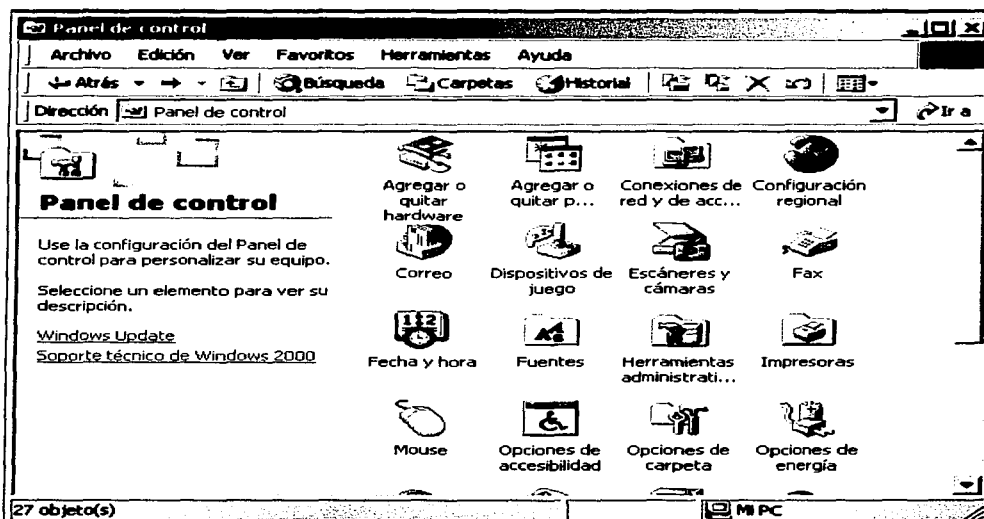 Panel de control
Archivo Edición Ver Favoritos Herramientas Ayuda
Atrás Búsqueda Carpetas Historial
Dirección Panel de control Ir a
Panel de control
Use la configuración del Panel de
control para personalizar su equipo.
Seleccione un elemento para ver su
descripción.
Windows Update
Soporte técnico de Windows 2000
Agregar o
quitar
hardware
Agregar o
quitar p...
Conexiones de
red y de acc...
Configuración
regional
Correo
Dispositivos de
juego
Escáneres y
cámaras
Fax
Fecha y hora
Fuentes
Herramientas
administrati...
Impresoras
Mouse
Opciones de
accesibilidad
Opciones de
carpeta
Opciones de
energía
27 objeto(s)
Mi PC